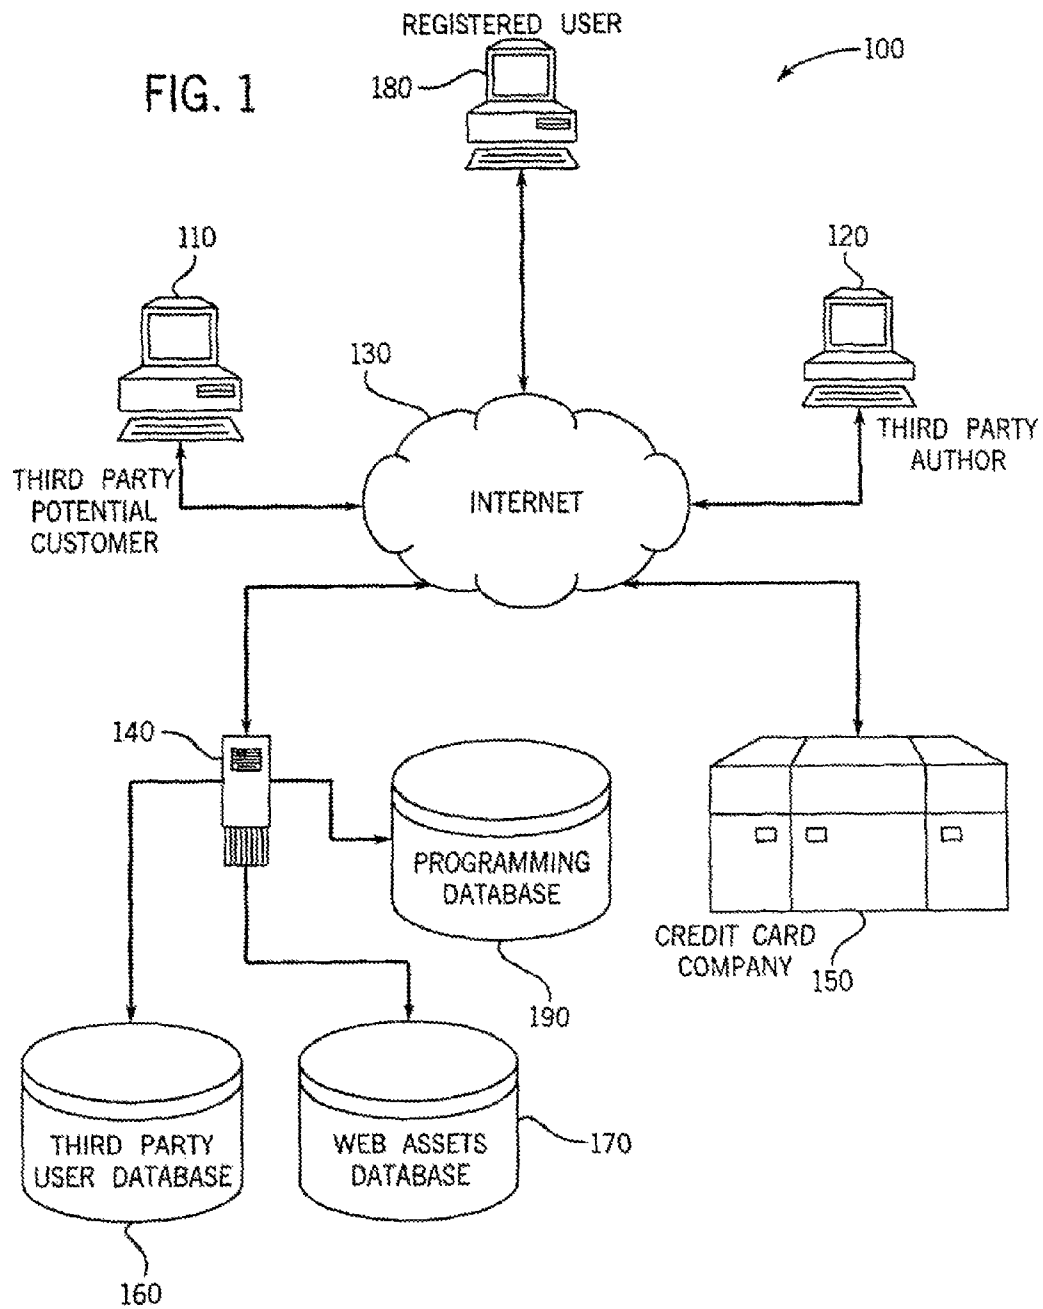 REGISTERED USER
100
FIG. 1
180
110
120
130
THIRD PARTY
AUTHOR
THIRD PARTY
POTENTIAL
CUSTOMER
INTERNET
140
PROGRAMMING
DATABASE
CREDIT CARD
COMPANY
150
190
THIRD PARTY
USER DATABASE
WEB ASSETS
DATABASE
170
160